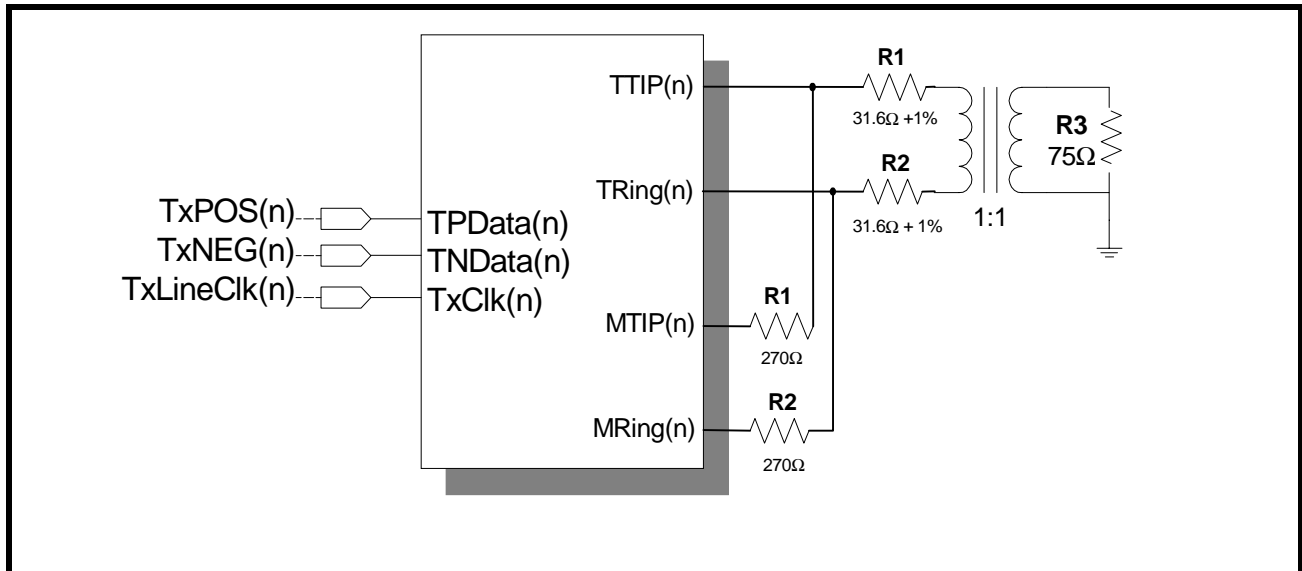 TTIP(n)
R1
31.6Ω +1%
R3
75Ω
TRing(n)
R2
31.6Ω + 1%
1:1
TxPOS(n)
TPData(n)
TxNEG(n)
TNData(n)
TxLineClk(n)
TxClk(n)
MTIP(n)
R1
270Ω
MRing(n)
R2
270Ω